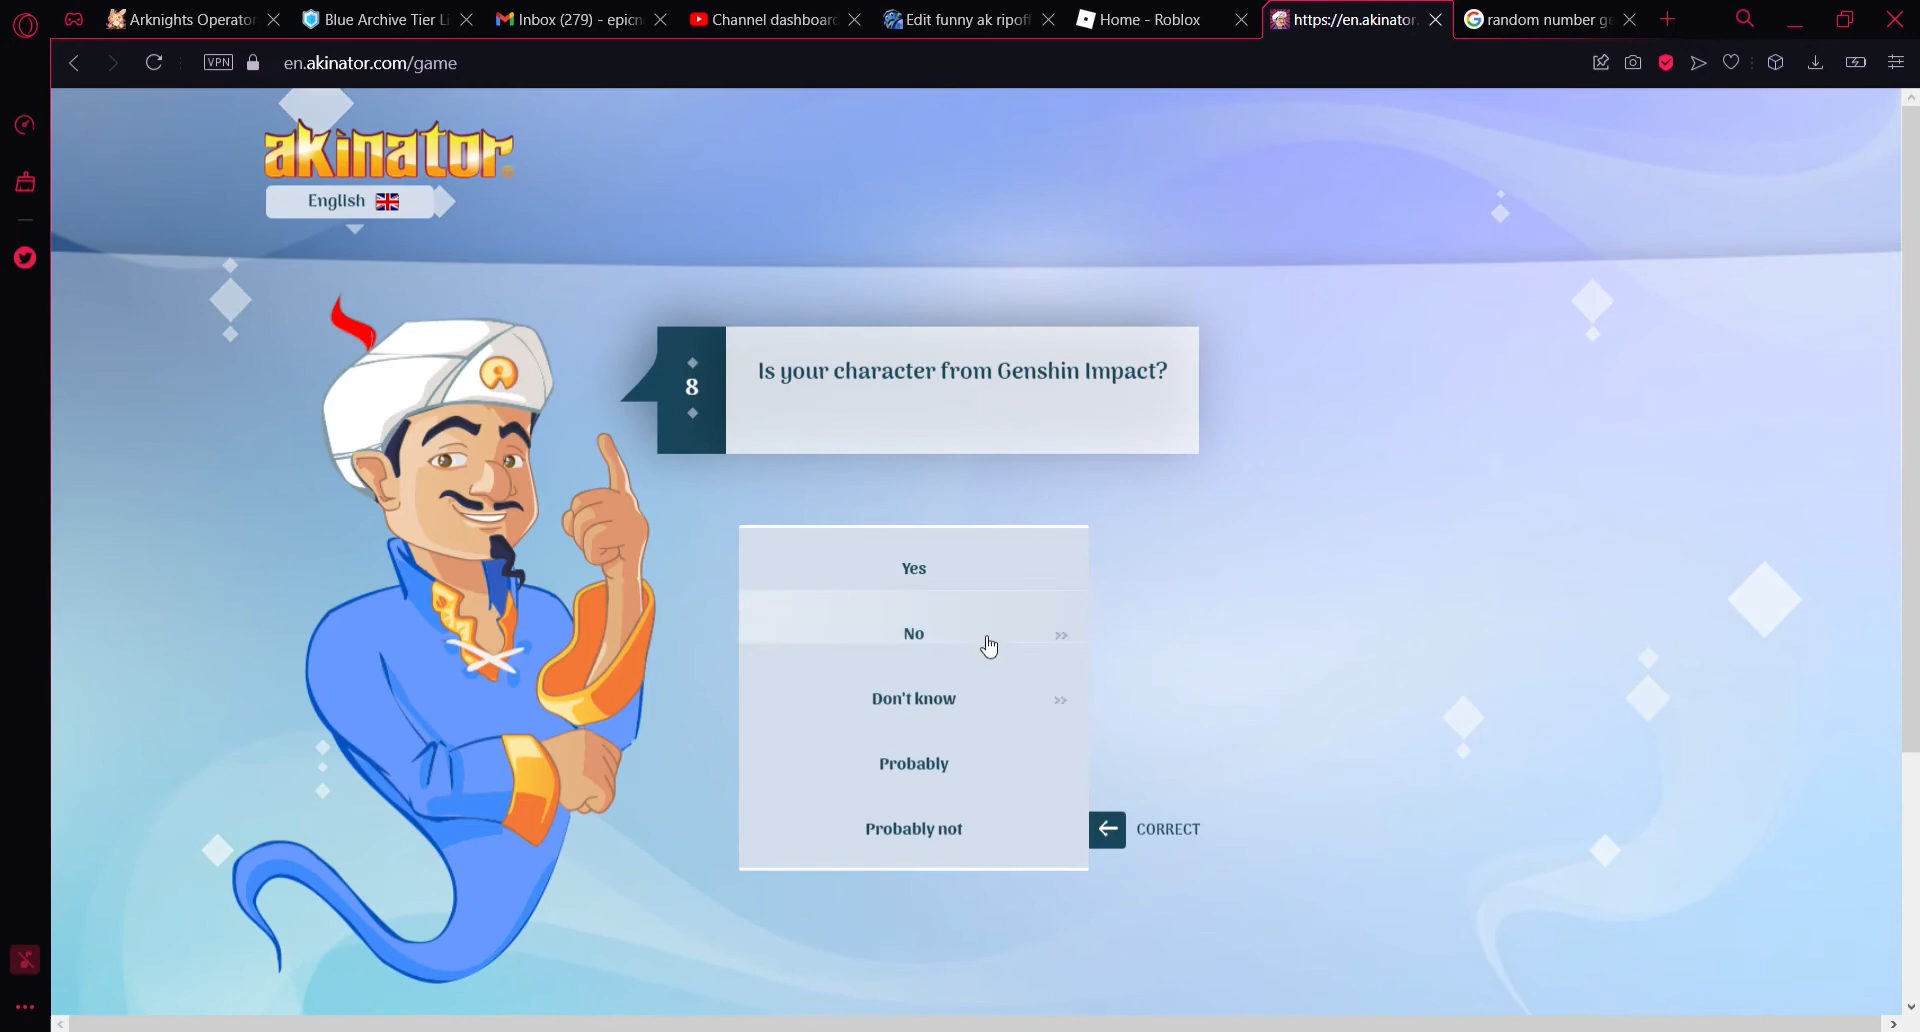 Arknights Operator
Blue Archive Tier Li
Inbox (279) - epicn
Channel dashboard
Edit funny ak ripoff
Home - Roblox
https://en.akinator.
random number ge
VPN
en.akinator.com/game
akinator
English
8
Is your character from Genshin Impact?
Yes
No
Don't know
Probably
Probably not
CORRECT